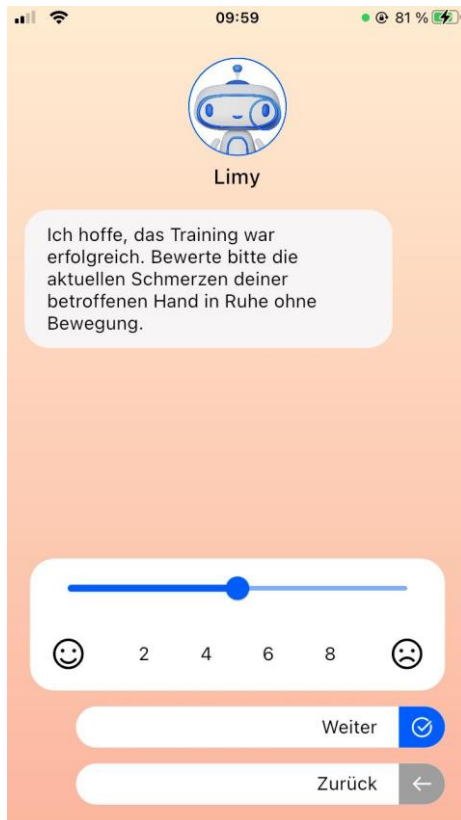 09:59
81 %
Limy
Ich hoffe, das Training war
erfolgreich. Bewerte bitte die
aktuellen Schmerzen deiner
betroffenen Hand in Ruhe ohne
Bewegung.
2 4 6 8
Weiter
Zurück